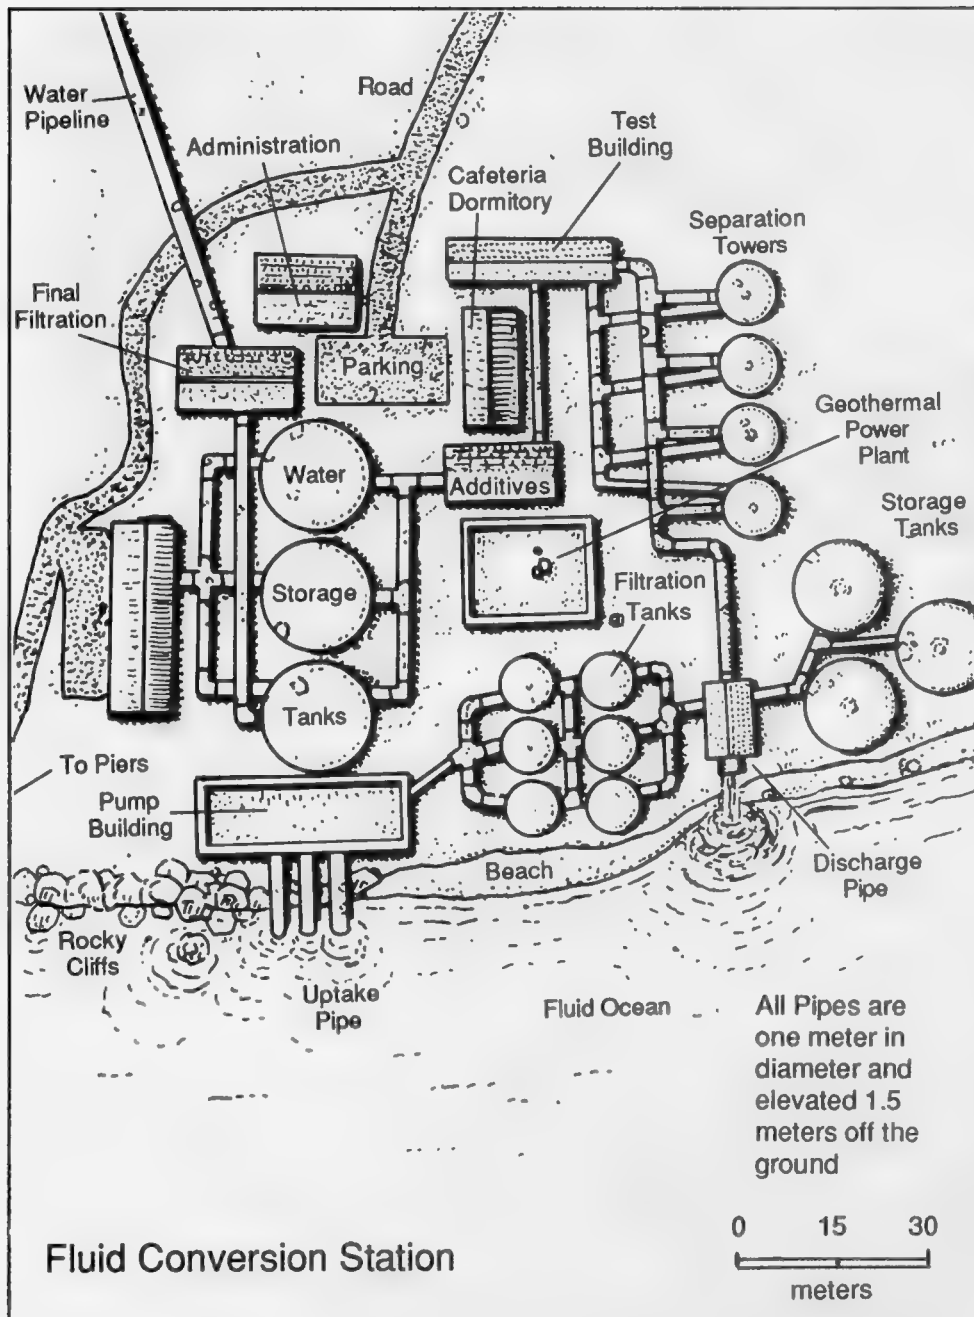 Road
Water
Pipeline
Administration
Test
Building
Cafeteria
Dormitory
Separation
Towers
Final
Filtration
Parking
Geothermal
Power
Plant
Water
Additives
Storage
Tanks
Storage
Filtration
Tanks
Tanks
To Piers
Pump
Building
Beach
Discharge
Pipe
Rocky
Cliffs
Uptake
Pipe
Fluid Ocean
All Pipes are
one meter in
diameter and
elevated 1.5
meters off the
ground
0 15 30
meters
Fluid Conversion Station